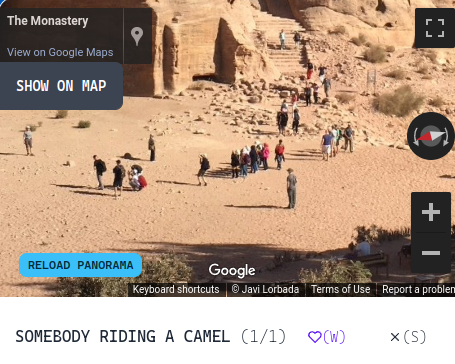 The Monastery
View on Google Maps
SHOW ON MAP
RELOAD PANORAMA
Google
Keyboard shortcuts
© Javi Lorbada
Terms of Use
Report a problem
SOMEBODY RIDING A CAMEL (1/1)
(W)
(S)